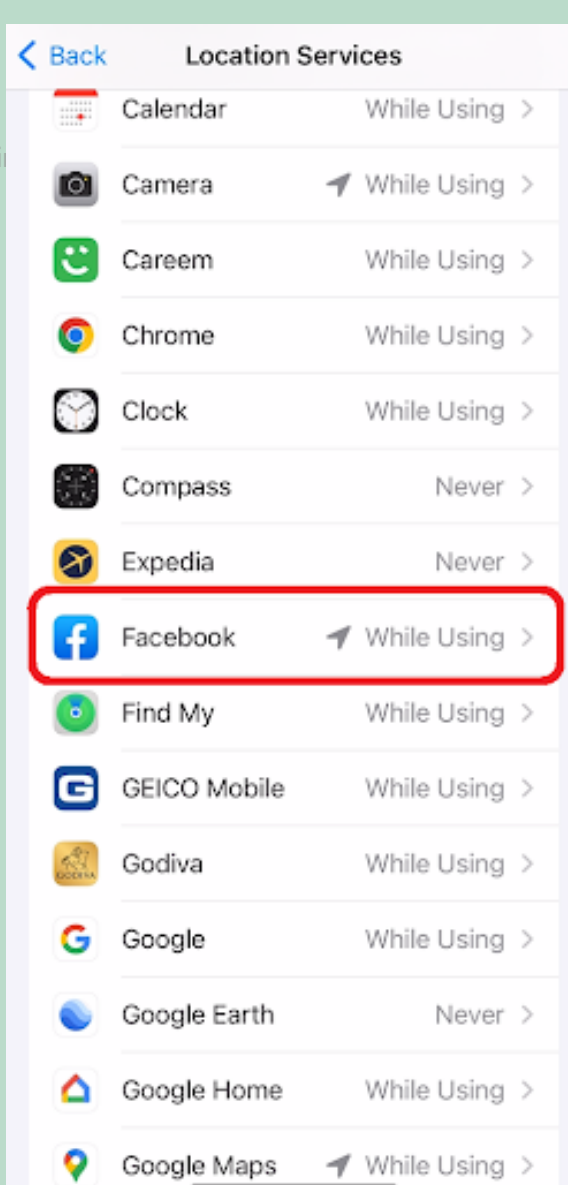 Back Location Services
Calendar While Using
Camera While Using
Careem While Using
Chrome While Using
Clock While Using
Compass Never
Expedia Never
Facebook While Using
Find My While Using
GEICO Mobile While Using
GODIVA Godiva While Using
Google While Using
Google Earth Never
Google Home While Using
Google Maps While Using